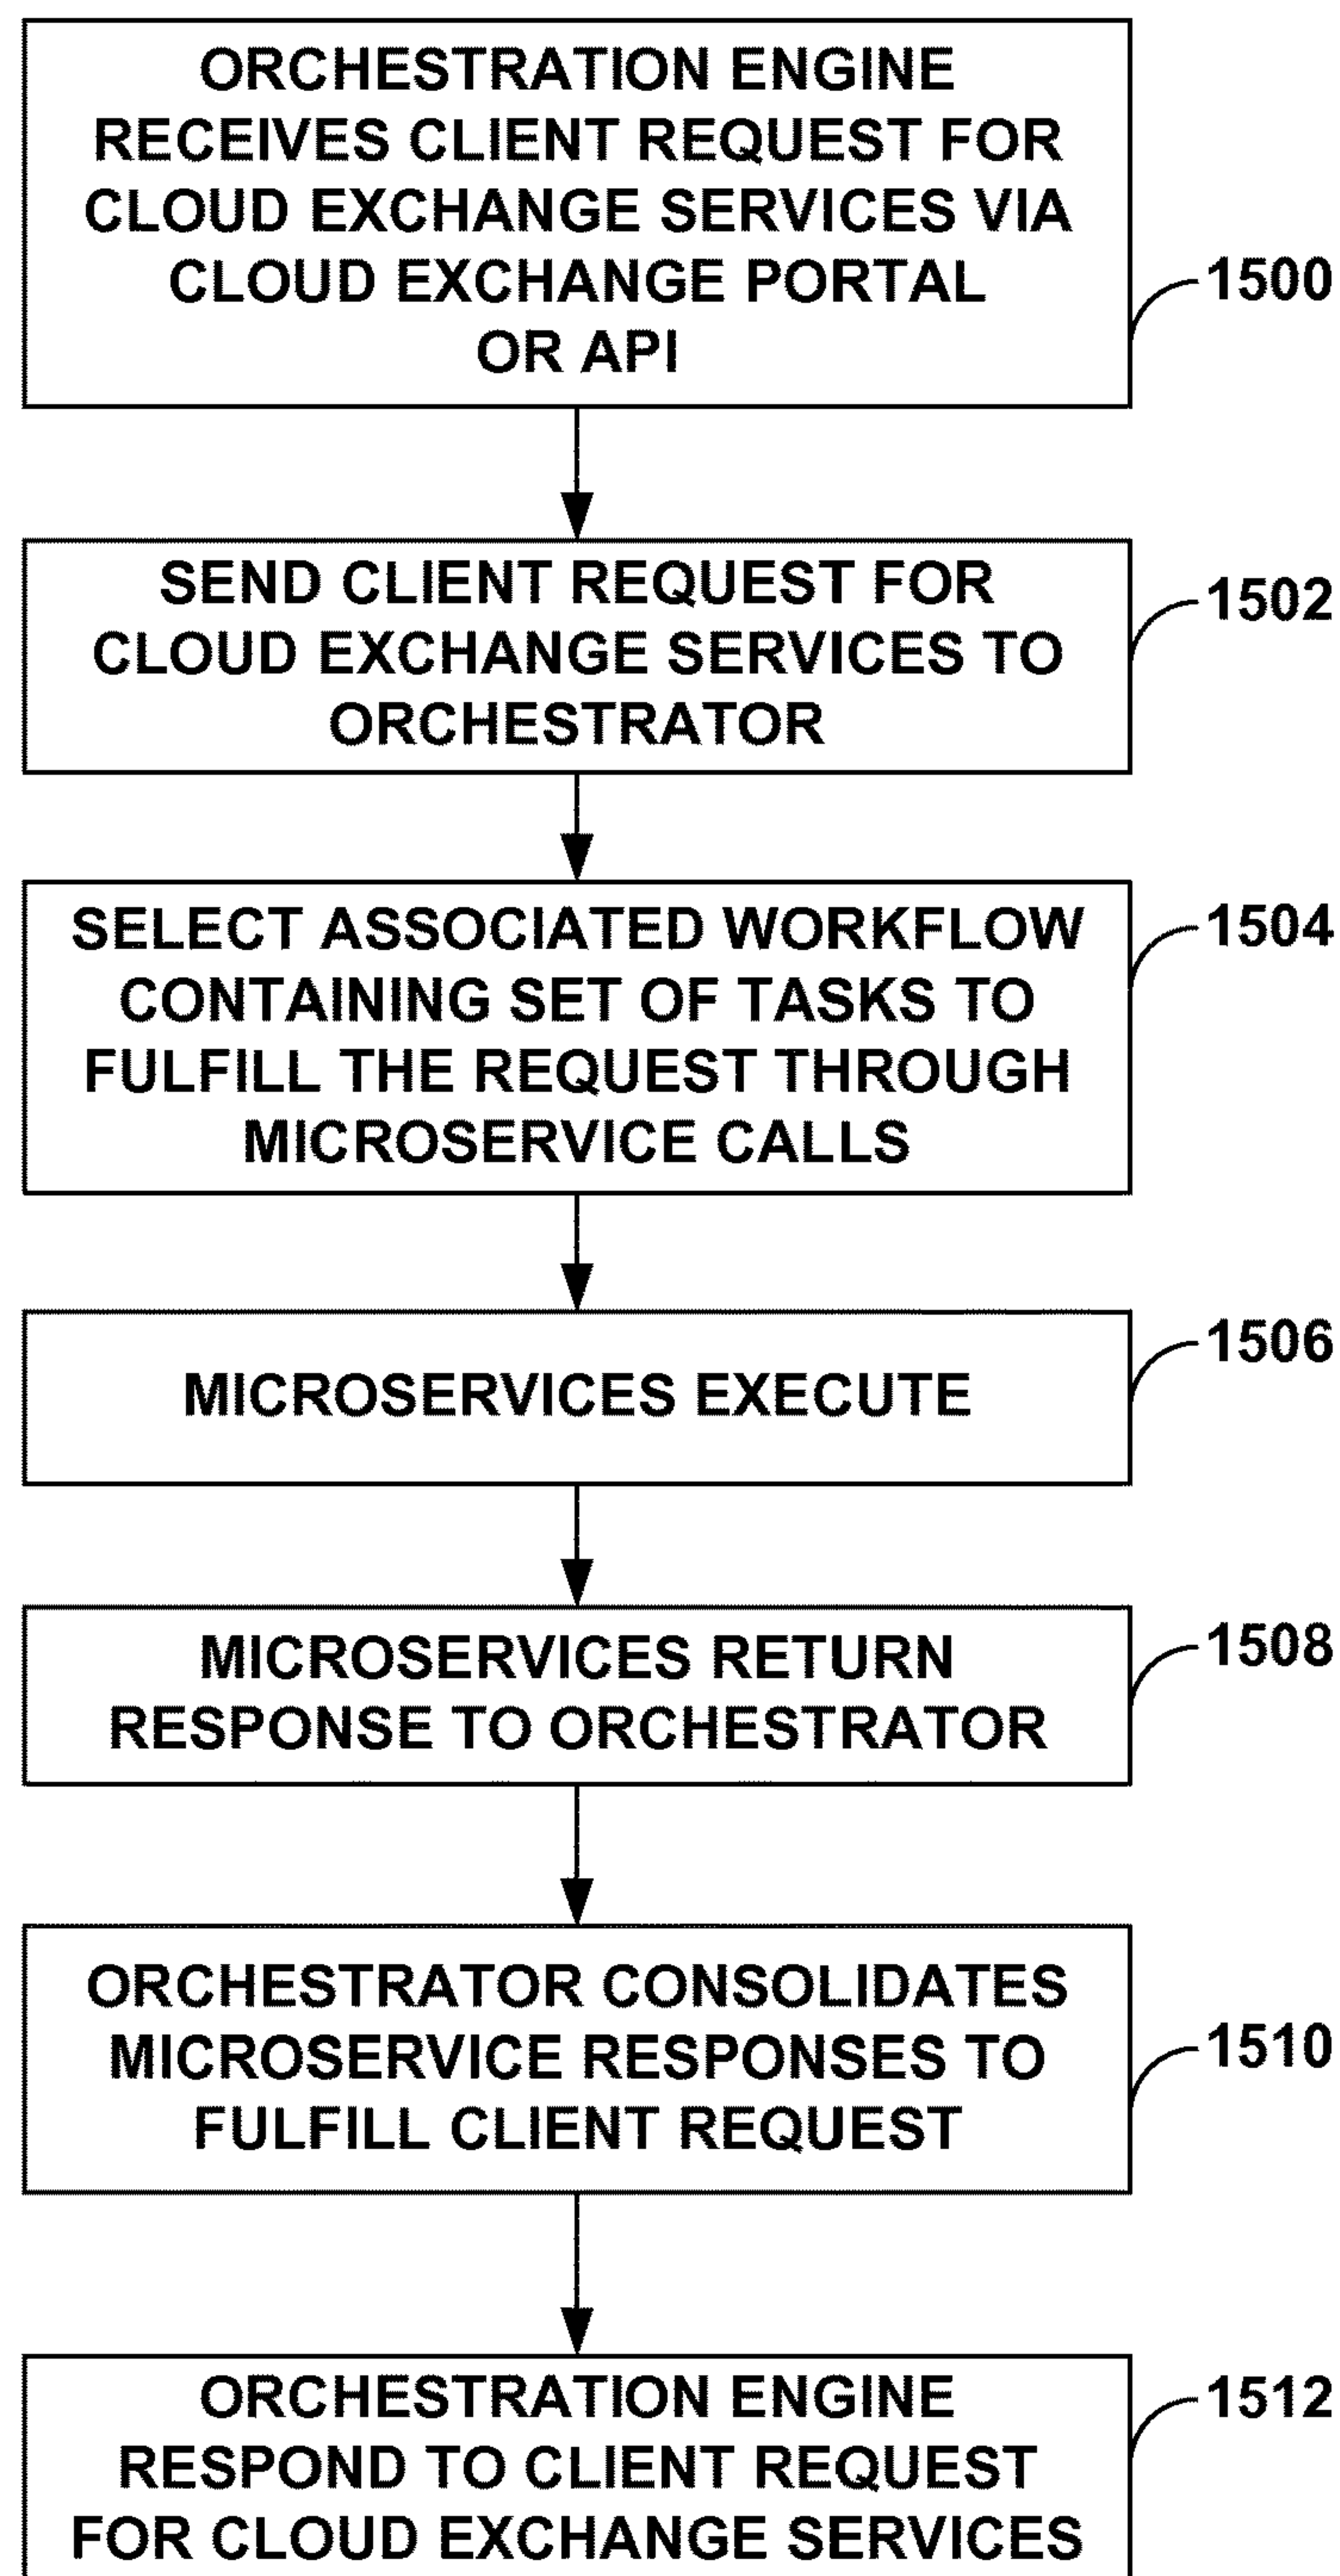 ORCHESTRATION ENGINE
RECEIVES CLIENT REQUEST FOR
CLOUD EXCHANGE SERVICES VIA
CLOUD EXCHANGE PORTAL
OR API
1500
SEND CLIENT REQUEST FOR
CLOUD EXCHANGE SERVICES TO
ORCHESTRATOR
1502
SELECT ASSOCIATED WORKFLOW
CONTAINING SET OF TASKS TO
FULFILL THE REQUEST THROUGH
MICROSERVICE CALLS
1504
MICROSERVICES EXECUTE
1506
MICROSERVICES RETURN
RESPONSE TO ORCHESTRATOR
1508
ORCHESTRATOR CONSOLIDATES
MICROSERVICE RESPONSES TO
FULFILL CLIENT REQUEST
1510
ORCHESTRATION ENGINE
RESPOND TO CLIENT REQUEST
FOR CLOUD EXCHANGE SERVICES
1512